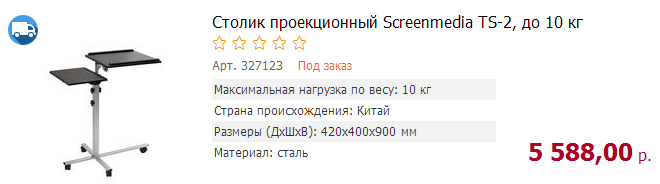 Столик проекционный Screenmedia TS-2, до 10 кг
Арт. 327123 Под заказ
Максимальная нагрузка по весу: 10 кг
Страна происхождения: Китай
Размеры (ДхШхВ): 420х400х900 мм
Материал: сталь
5 588,00 р.